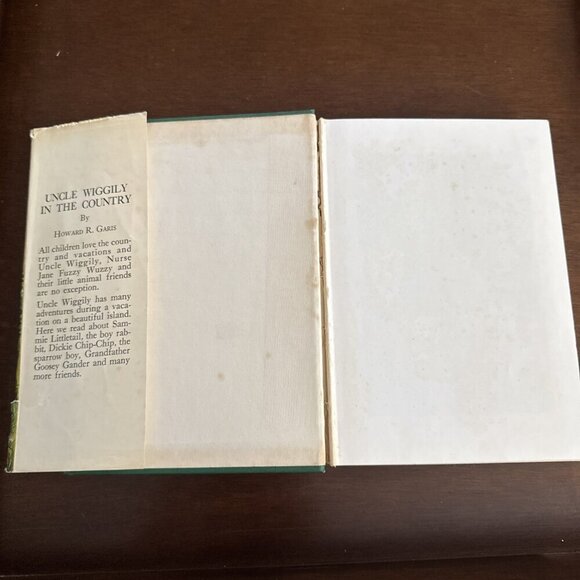 UNCLE WIGGILY
IN THE COUNTRY
By
HOWARD R. GARIS
All children love the coun-
try and vacations and
Uncle Wiggily, Nurse
Jane Fuzzy Wuzzy and
their little animal friends
are no exception.
Uncle Wiggily has many
adventures during a vaca-
tion on a beautiful island.
Here we read about Sam-
mie Littletail, the boy rab-
bit, Dickie Chip-Chip, the
sparrow boy, Grandfather
Goosey Gander and many
more friends.